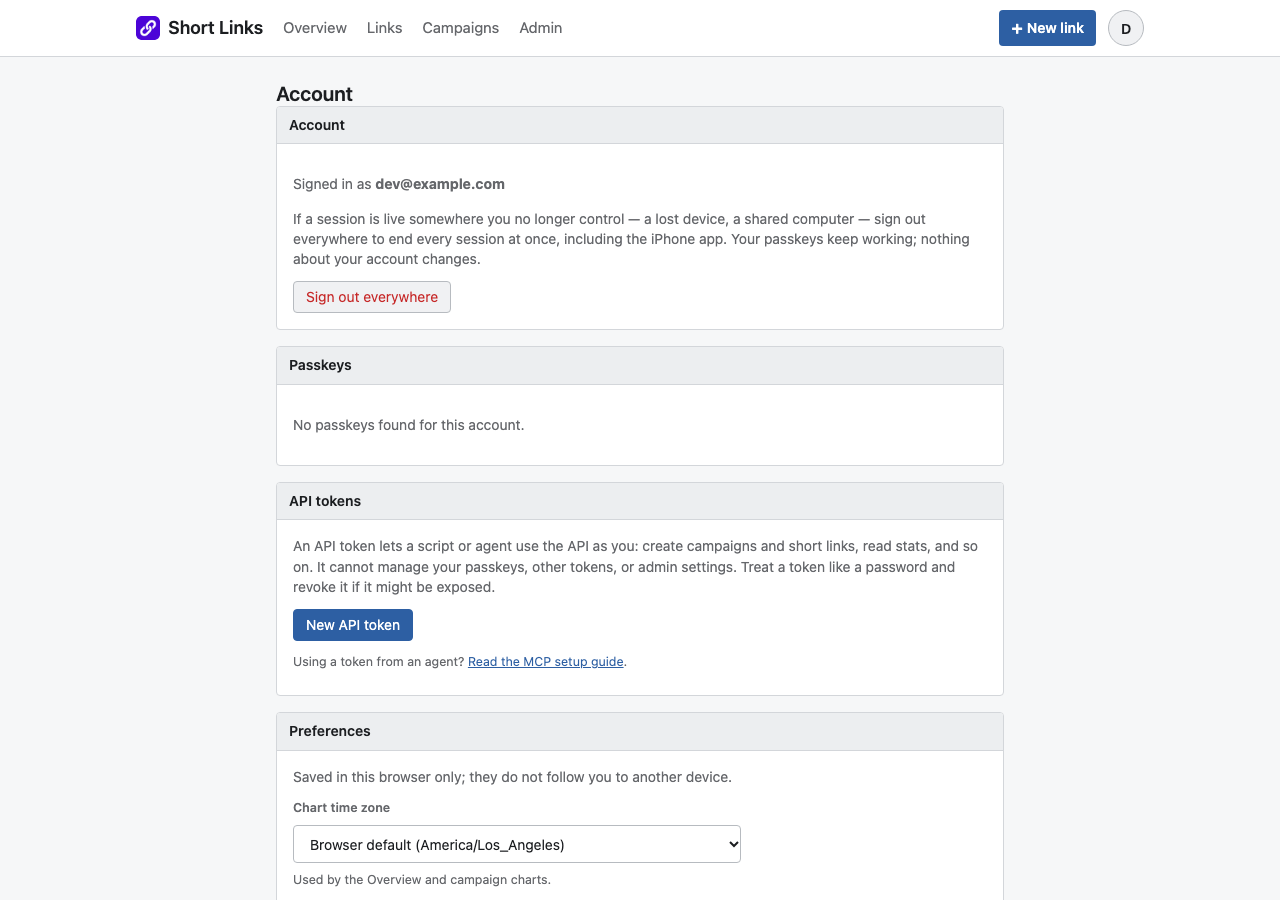 Short Links Overview Links Campaigns Admin + New link D
Account
Account
Signed in as dev@example.com
If a session is live somewhere you no longer control — a lost device, a shared computer — sign out
everywhere to end every session at once, including the iPhone app. Your passkeys keep working; nothing
about your account changes.
Sign out everywhere
Passkeys
No passkeys found for this account.
API tokens
An API token lets a script or agent use the API as you: create campaigns and short links, read stats, and so
on. It cannot manage your passkeys, other tokens, or admin settings. Treat a token like a password and
revoke it if it might be exposed.
New API token
Using a token from an agent? Read the MCP setup guide.
Preferences
Saved in this browser only; they do not follow you to another device.
Chart time zone
Browser default (America/Los_Angeles)
Used by the Overview and campaign charts.